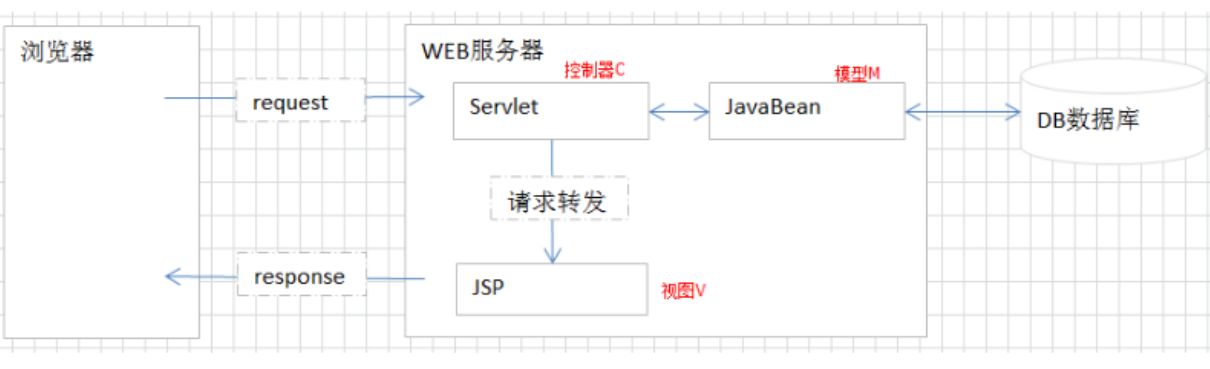 浏览器
WEB服务器
控制器C
模型M
request
Servlet
JavaBean
DB数据库
请求转发
response
JSP
视图V